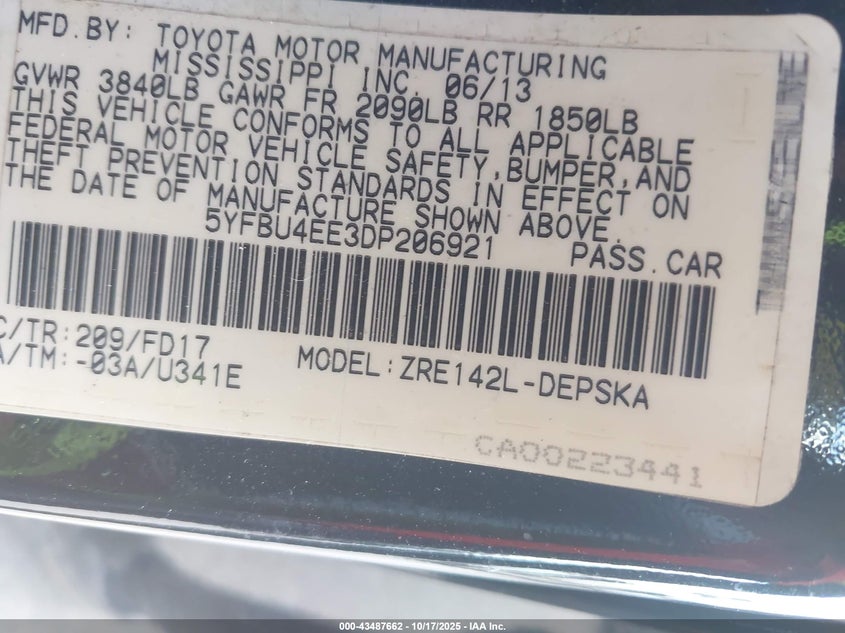 MFD.BY: TOYOTA MOTOR MANUFACTURING
MISSISSIPPI INC. 06/13
GVWR 3840LB GAWR FR 2090LB RR 1850LB
THIS VEHICLE CONFORMS TO ALL APPLICABLE
FEDERAL MOTOR VEHICLE SAFETY,BUMPER,AND
THEFT PREVENTION STANDARDS IN EFFECT ON
THE DATE OF MANUFACTURE SHOWN ABOVE.
5YFBU4EE3DP206921 PASS.CAR
C/TR:209/FD17
A/TM:-03A/U341E MODEL:ZRE142L-DEPSKA
CA00223441
000-43487662 - 10/17/2025 - IAA Inc.